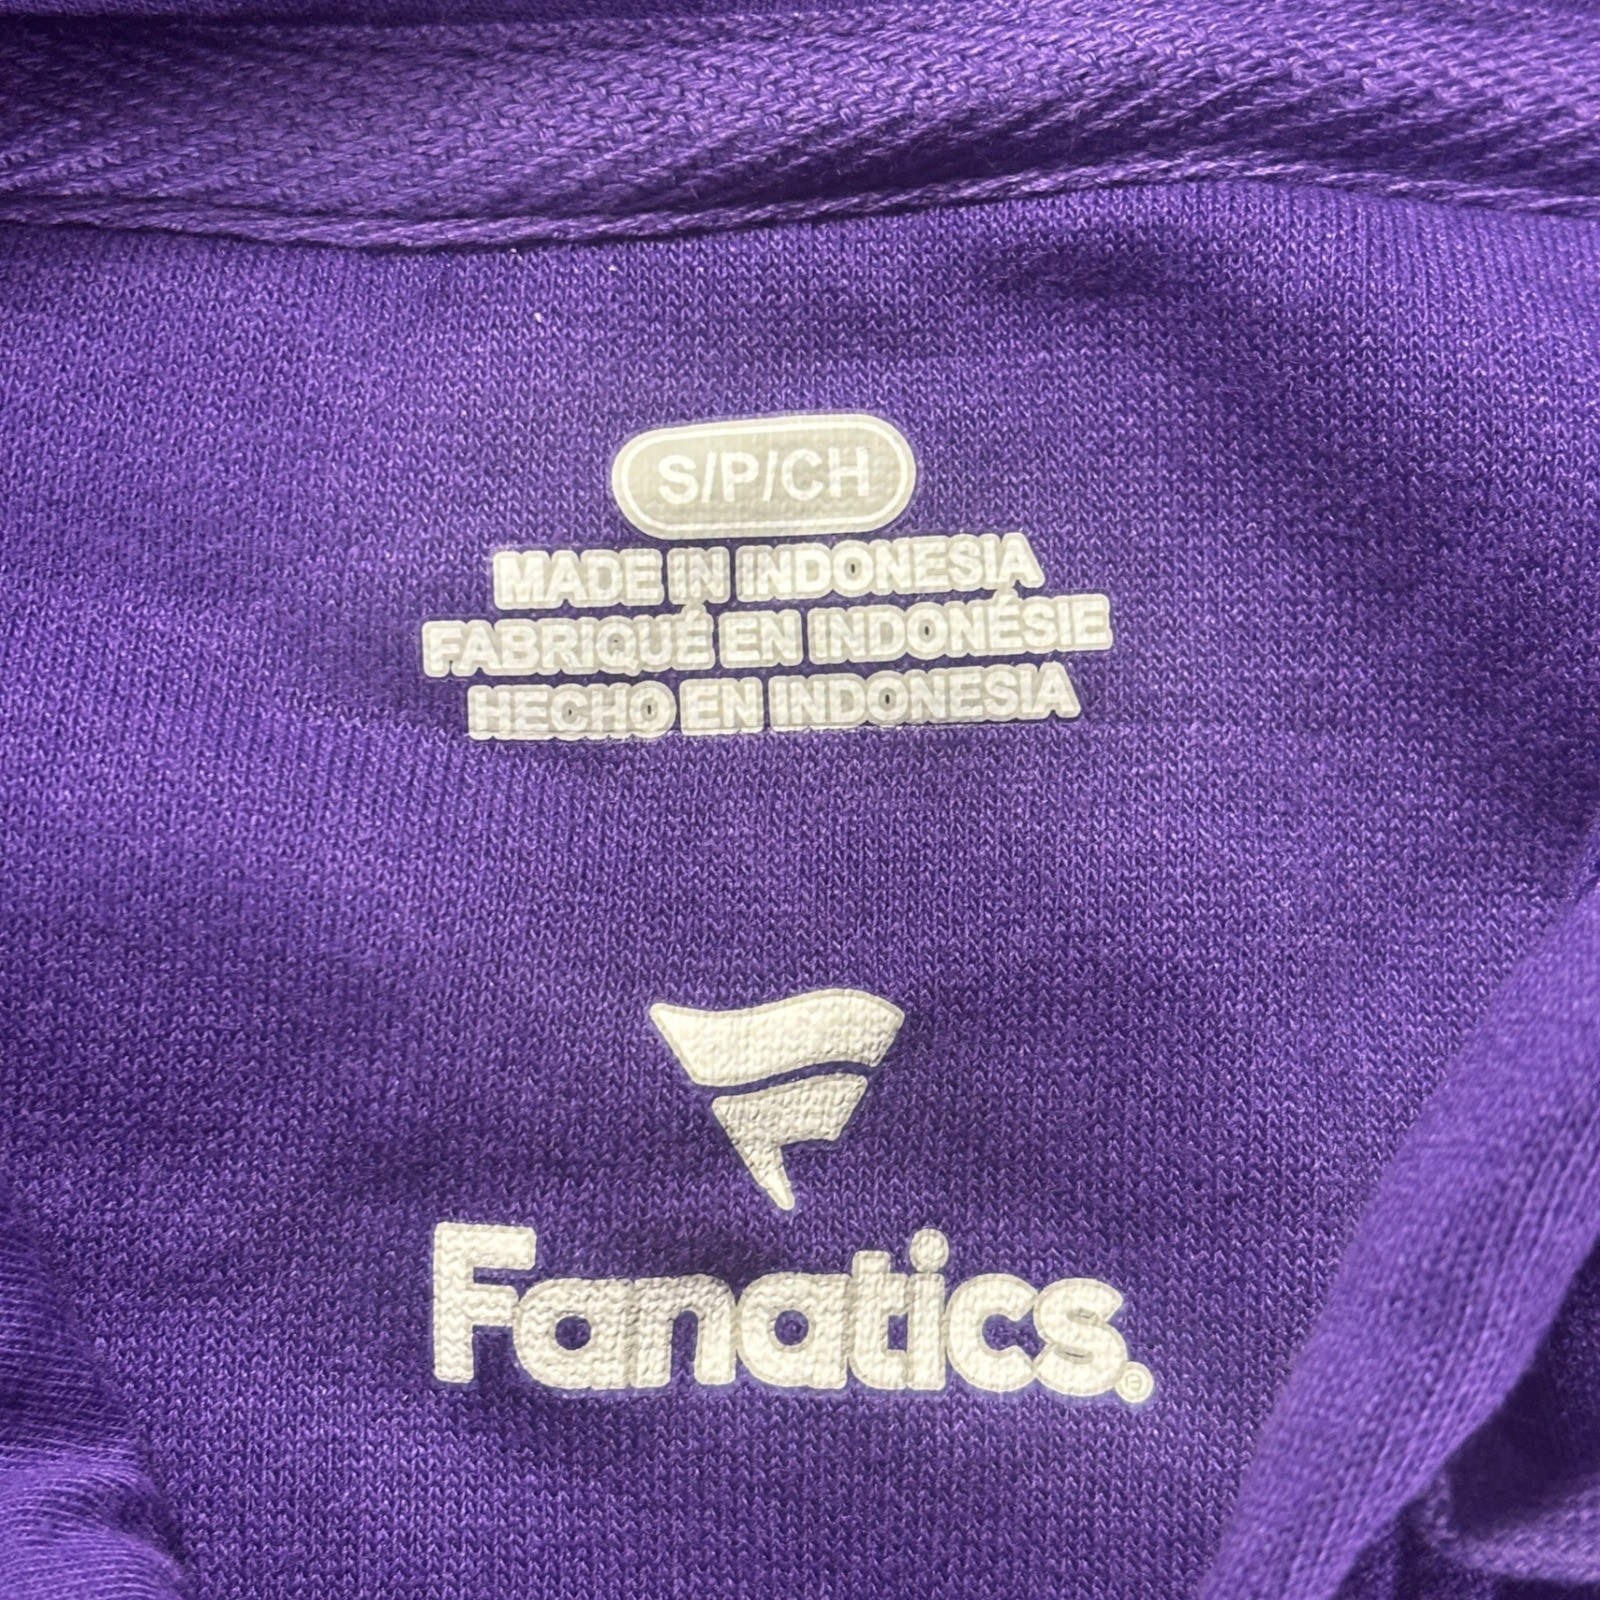 S/P/CH
MADE IN INDONESIA
FABRIQUÉ EN INDONÉSIE
HECHO EN INDONESIA
Fanatics®